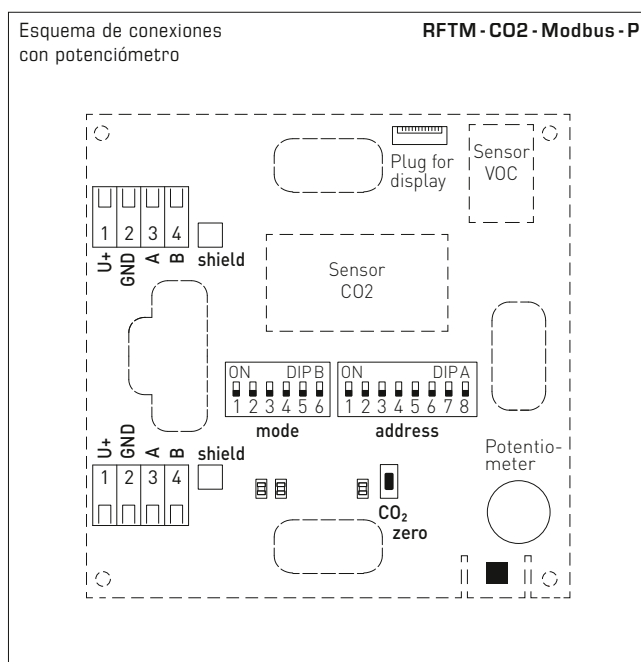 Esquema de conexiones
con potenciómetro
RFTM - CO2 - Modbus - P
Plug for
display
Sensor
VOC
1 2 3 4
U+ GND A B shield
Sensor
CO2
ON DIP B
1 2 3 4 5 6
mode
ON DIP A
1 2 3 4 5 6 7 8
address
U+ GND A B shield
1 2 3 4
CO₂
zero
Potentio-
meter